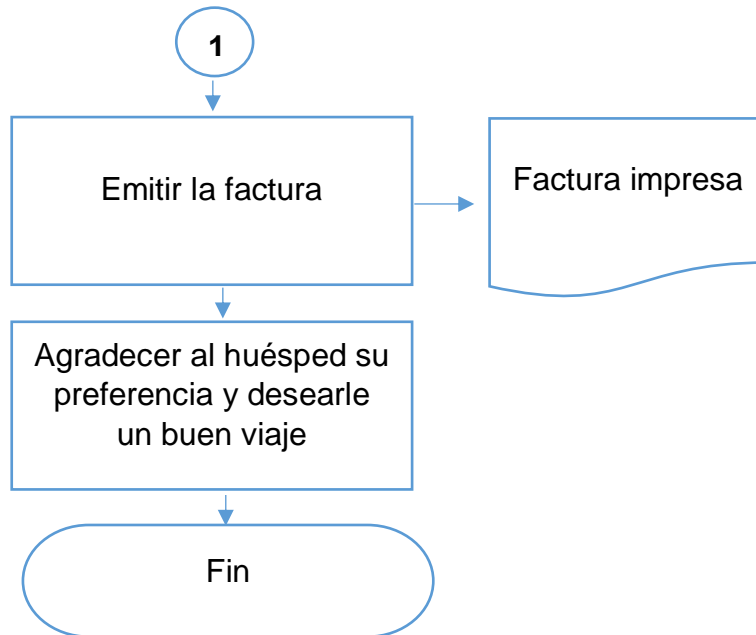 1
Emitir la factura
Factura impresa
Agradecer al huésped su
preferencia y desearle
un buen viaje
Fin